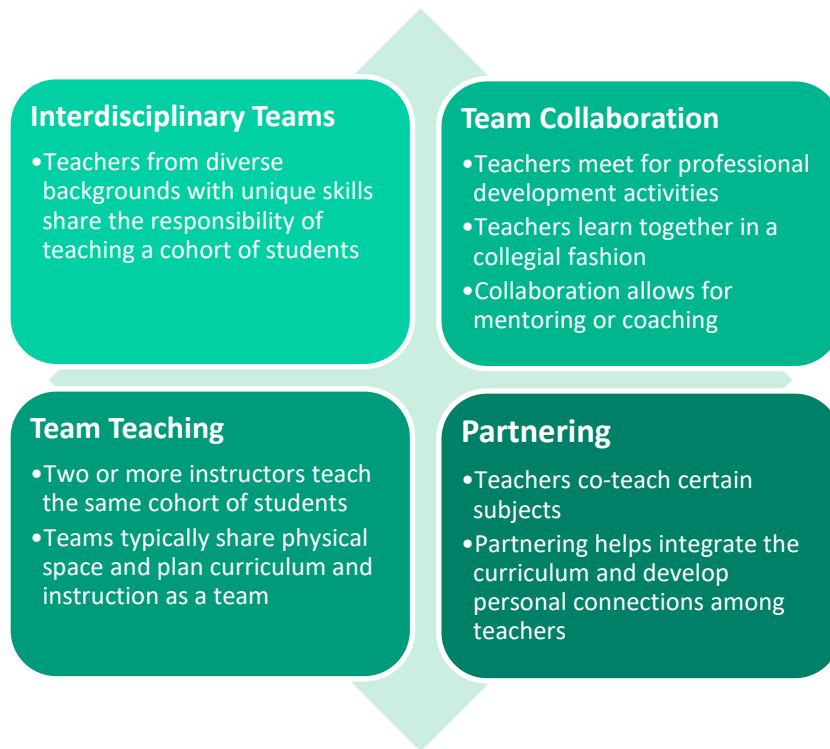 Interdisciplinary Teams
•Teachers from diverse
backgrounds with unique skills
share the responsibility of
teaching a cohort of students
Team Collaboration
•Teachers meet for professional
development activities
•Teachers learn together in a
collegial fashion
•Collaboration allows for
mentoring or coaching
Team Teaching
•Two or more instructors teach
the same cohort of students
•Teams typically share physical
space and plan curriculum and
instruction as a team
Partnering
•Teachers co-teach certain
subjects
•Partnering helps integrate the
curriculum and develop
personal connections among
teachers